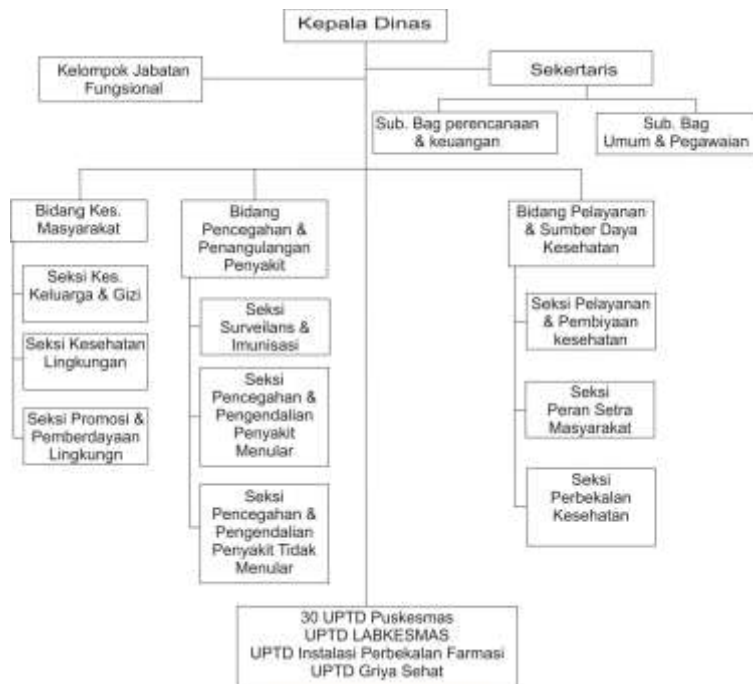 Kepala Dinas
Kelompok Jabatan
Fungsional
Sekertaris
Sub. Bag perencanaan
& keuangan
Sub. Bag
Umum & Pegawaian
Bidang Kes.
Masyarakat
Seksi Kes.
Keluarga & Gizi
Seksi Kesehatan
Lingkungan
Seksi Promosi &
Pemberdayaan
Lingkungn
Bidang
Pencegahan &
Penangulangan
Penyakit
Seksi
Surveilans &
Imunisasi
Seksi
Pencegahan &
Pengendalian
Penyakit
Menular
Seksi
Pencegahan &
Pengendalian
Penyakit Tidak
Menular
Bidang Pelayanan
& Sumber Daya
Kesehatan
Seksi Pelayanan
& Pembiyaan
kesehatan
Seksi
Peran Setra
Masyarakat
Seksi
Perbekalan
Kesehatan
30 UPTD Puskesmas
UPTD LABKESMAS
UPTD Instalasi Perbekalan Farmasi
UPTD Griya Sehat